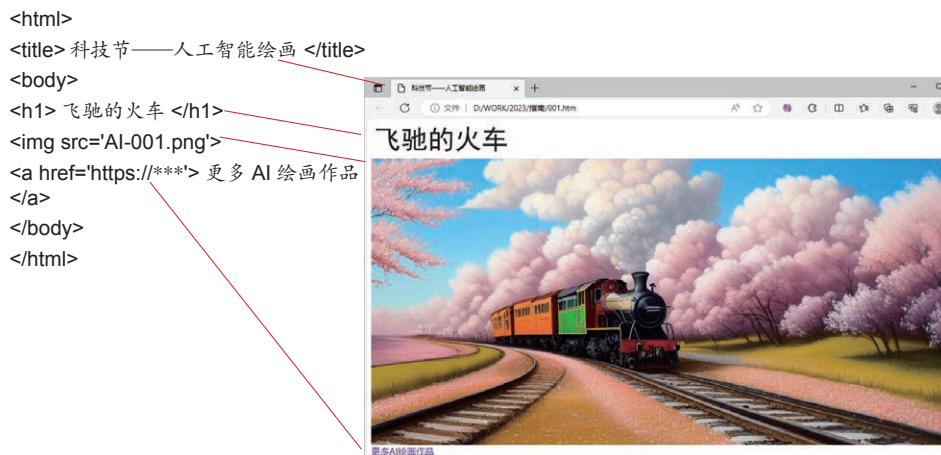 <html>
<title> 科技节——人工智能绘画 </title>
<body>
<h1> 飞驰的火车 </h1>
<img src='AI-001.png'>
<a href='https://***'> 更多 AI 绘画作品
</a>
</body>
</html>
科技节——人工智能绘画
文件 | D:/WORK/2023/指南/001.htm
飞驰的火车
更多AI绘画作品